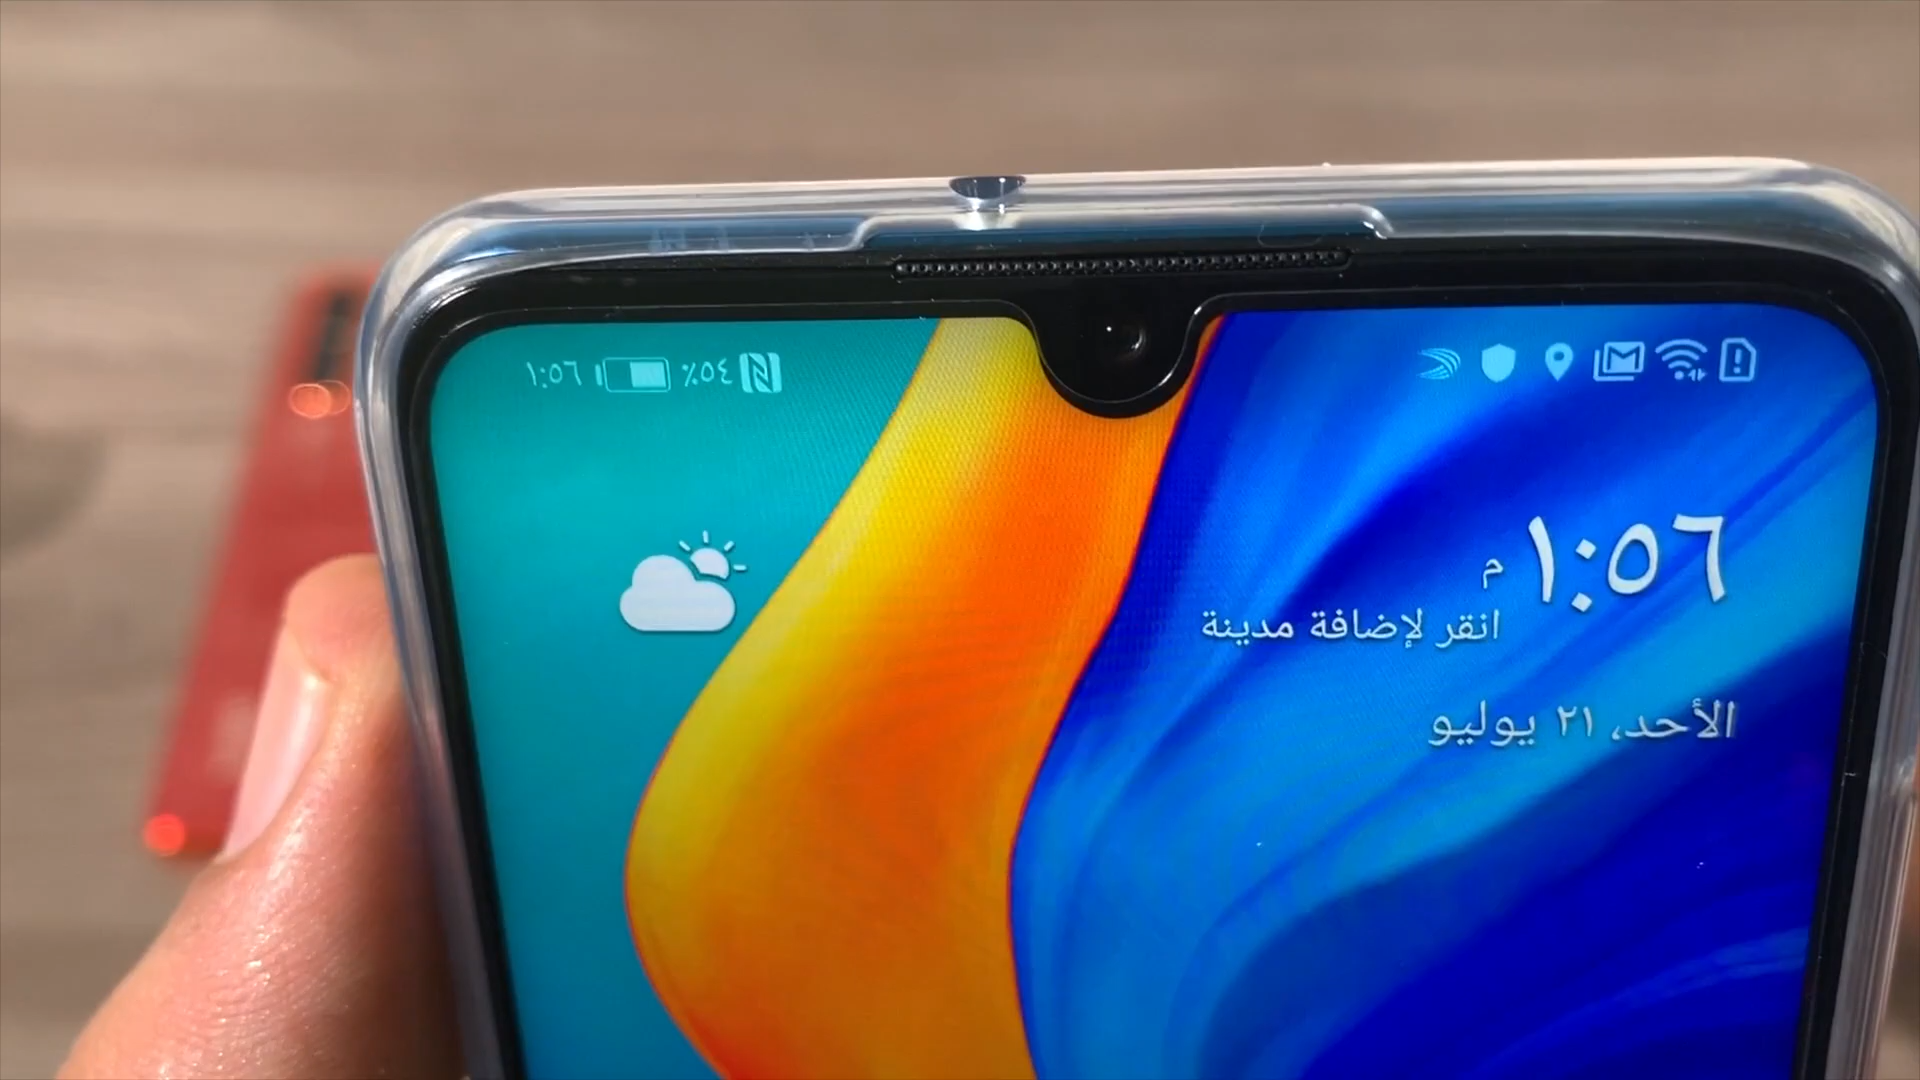 ١:٥٦ ٪٥٤
١:٥٦ م
انقر لإضافة مدينة
الأحد، ٢١ يوليو